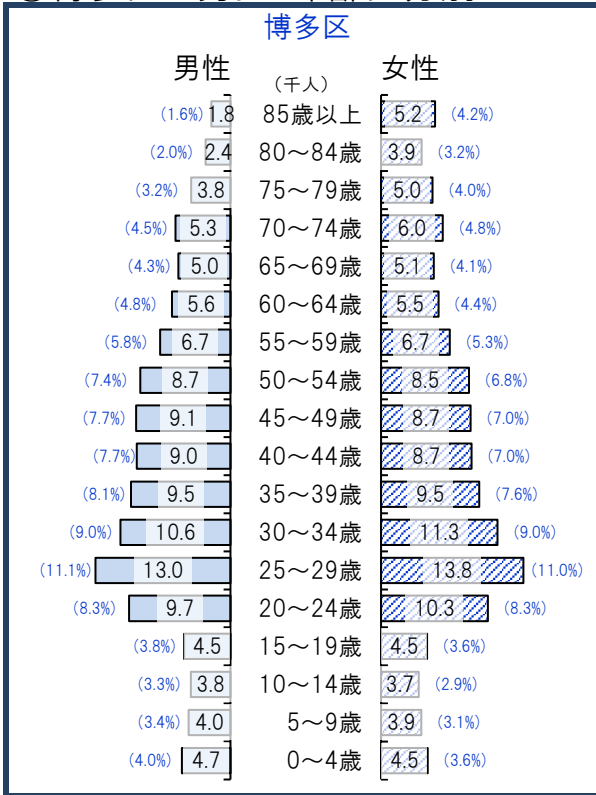 博多区
男性 (千人) 女性
(1.6%) 1.8 85歳以上 5.2 (4.2%)
(2.0%) 2.4 80～84歳 3.9 (3.2%)
(3.2%) 3.8 75～79歳 5.0 (4.0%)
(4.5%) 5.3 70～74歳 6.0 (4.8%)
(4.3%) 5.0 65～69歳 5.1 (4.1%)
(4.8%) 5.6 60～64歳 5.5 (4.4%)
(5.8%) 6.7 55～59歳 6.7 (5.3%)
(7.4%) 8.7 50～54歳 8.5 (6.8%)
(7.7%) 9.1 45～49歳 8.7 (7.0%)
(7.7%) 9.0 40～44歳 8.7 (7.0%)
(8.1%) 9.5 35～39歳 9.5 (7.6%)
(9.0%) 10.6 30～34歳 11.3 (9.0%)
(11.1%) 13.0 25～29歳 13.8 (11.0%)
(8.3%) 9.7 20～24歳 10.3 (8.3%)
(3.8%) 4.5 15～19歳 4.5 (3.6%)
(3.3%) 3.8 10～14歳 3.7 (2.9%)
(3.4%) 4.0 5～9歳 3.9 (3.1%)
(4.0%) 4.7 0～4歳 4.5 (3.6%)